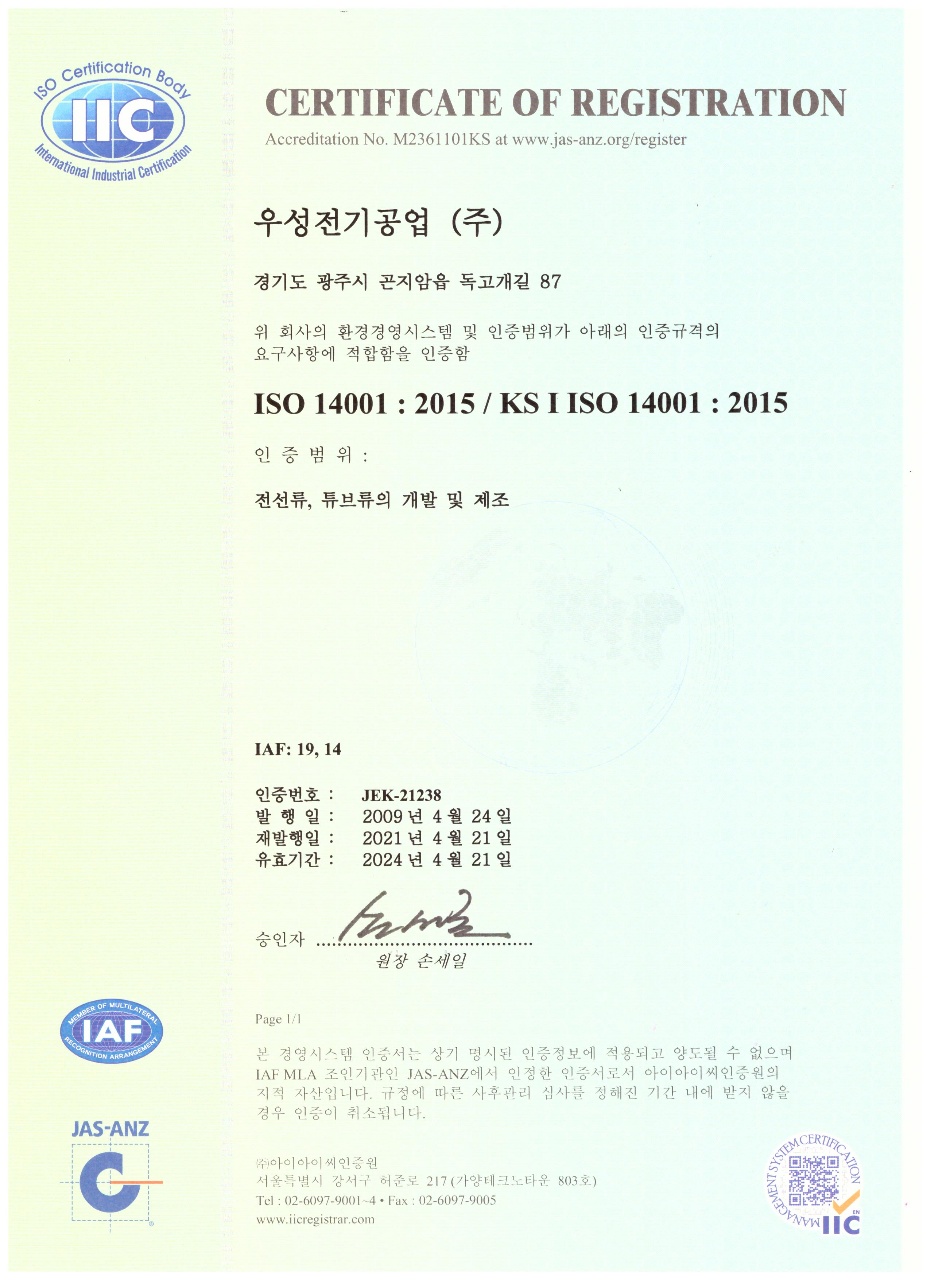 ISO Certification Body
IIC
International Industrial Certification
CERTIFICATE OF REGISTRATION
Accreditation No. M2361101KS at www.jas-anz.org/register
우성전기공업 (주)
경기도 광주시 곤지암읍 독고개길 87
위 회사의 환경경영시스템 및 인증범위가 아래의 인증규격의
요구사항에 적합함을 인증함
ISO 14001 : 2015 / KS I ISO 14001 : 2015
인 증 범 위 :
전선류, 튜브류의 개발 및 제조
IAF: 19, 14
인증번호 : JEK-21238
발 행 일 : 2009 년 4 월 24 일
재발행일 : 2021 년 4 월 21 일
유효기간 : 2024 년 4 월 21 일
승인자
원장 손세일
MEMBER OF MULTILATERAL
IAF
RECOGNITION ARRANGEMENT
Page 1/1
본 경영시스템 인증서는 상기 명시된 인증정보에 적용되고 양도될 수 없으며
IAF MLA 조인기관인 JAS-ANZ에서 인정한 인증서로서 아이아이씨인증원의
지적 자산입니다. 규정에 따른 사후관리 심사를 정해진 기간 내에 받지 않을
경우 인증이 취소됩니다.
JAS-ANZ
㈜아이아이씨인증원
서울특별시 강서구 허준로 217 (가양테크노타운 803호)
Tel : 02-6097-9001~4 • Fax : 02-6097-9005
www.iicregistrar.com
MANAGEMENT SYSTEM CERTIFICATION
EN
IIC